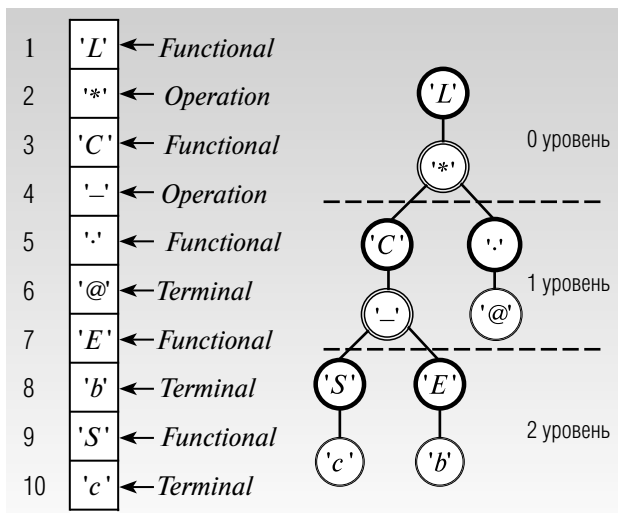 1 'L' Functional
2 '*' Operation
3 'C' Functional
4 '–' Operation
5 '·' Functional
6 '@' Terminal
7 'E' Functional
8 'b' Terminal
9 'S' Functional
10 'c' Terminal
'L'
0 уровень
'*'
'C' '·'
1 уровень
'–' '@'
'S' 'E'
2 уровень
'c' 'b'